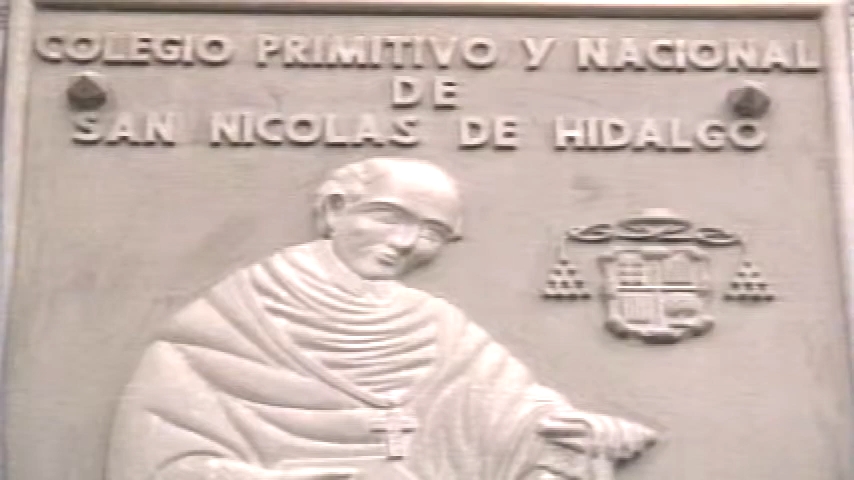 COLEGIO PRIMITIVO Y NACIONAL
DE
SAN NICOLAS DE HIDALGO